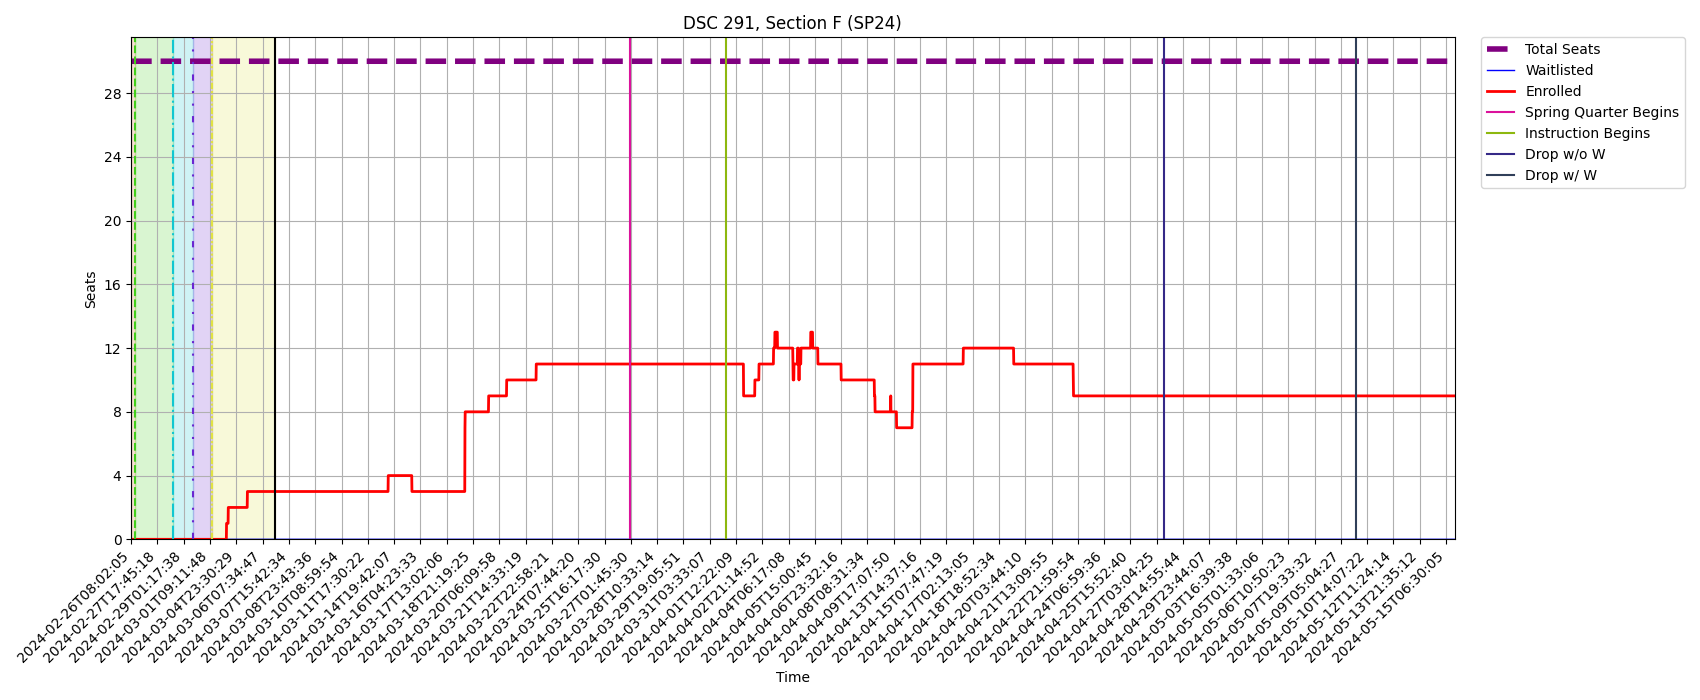 DSC 291, Section F (SP24)
Total Seats
Waitlisted
Enrolled
Spring Quarter Begins
Instruction Begins
Drop w/o W
Drop w/ W
Seats
28
24
20
16
12
8
4
0
2024-02-26T08:02:05
2024-02-27T17:45:18
2024-02-29T01:17:38
2024-03-01T09:11:48
2024-03-04T23:30:29
2024-03-06T07:34:47
2024-03-07T15:42:34
2024-03-08T23:43:36
2024-03-10T08:59:54
2024-03-11T17:30:22
2024-03-14T19:42:07
2024-03-16T04:23:33
2024-03-17T13:02:06
2024-03-18T21:19:25
2024-03-20T06:09:58
2024-03-21T14:33:19
2024-03-22T22:58:21
2024-03-24T07:44:20
2024-03-25T16:17:30
2024-03-27T01:45:30
2024-03-28T10:33:14
2024-03-29T19:05:51
2024-03-31T03:33:07
2024-04-01T12:22:09
2024-04-02T21:14:52
2024-04-04T06:17:08
2024-04-05T15:00:45
2024-04-06T23:32:16
2024-04-08T08:31:34
2024-04-09T17:07:50
2024-04-13T14:37:16
2024-04-15T07:47:19
2024-04-17T02:13:05
2024-04-18T18:52:34
2024-04-20T03:44:10
2024-04-21T13:09:55
2024-04-22T21:59:54
2024-04-24T06:59:36
2024-04-25T15:52:40
2024-04-27T03:04:25
2024-04-28T14:55:44
2024-04-29T23:44:07
2024-05-03T16:39:38
2024-05-05T01:33:06
2024-05-06T10:50:23
2024-05-07T19:33:32
2024-05-09T05:04:27
2024-05-10T14:07:22
2024-05-12T11:24:14
2024-05-13T21:35:12
2024-05-15T06:30:05
Time